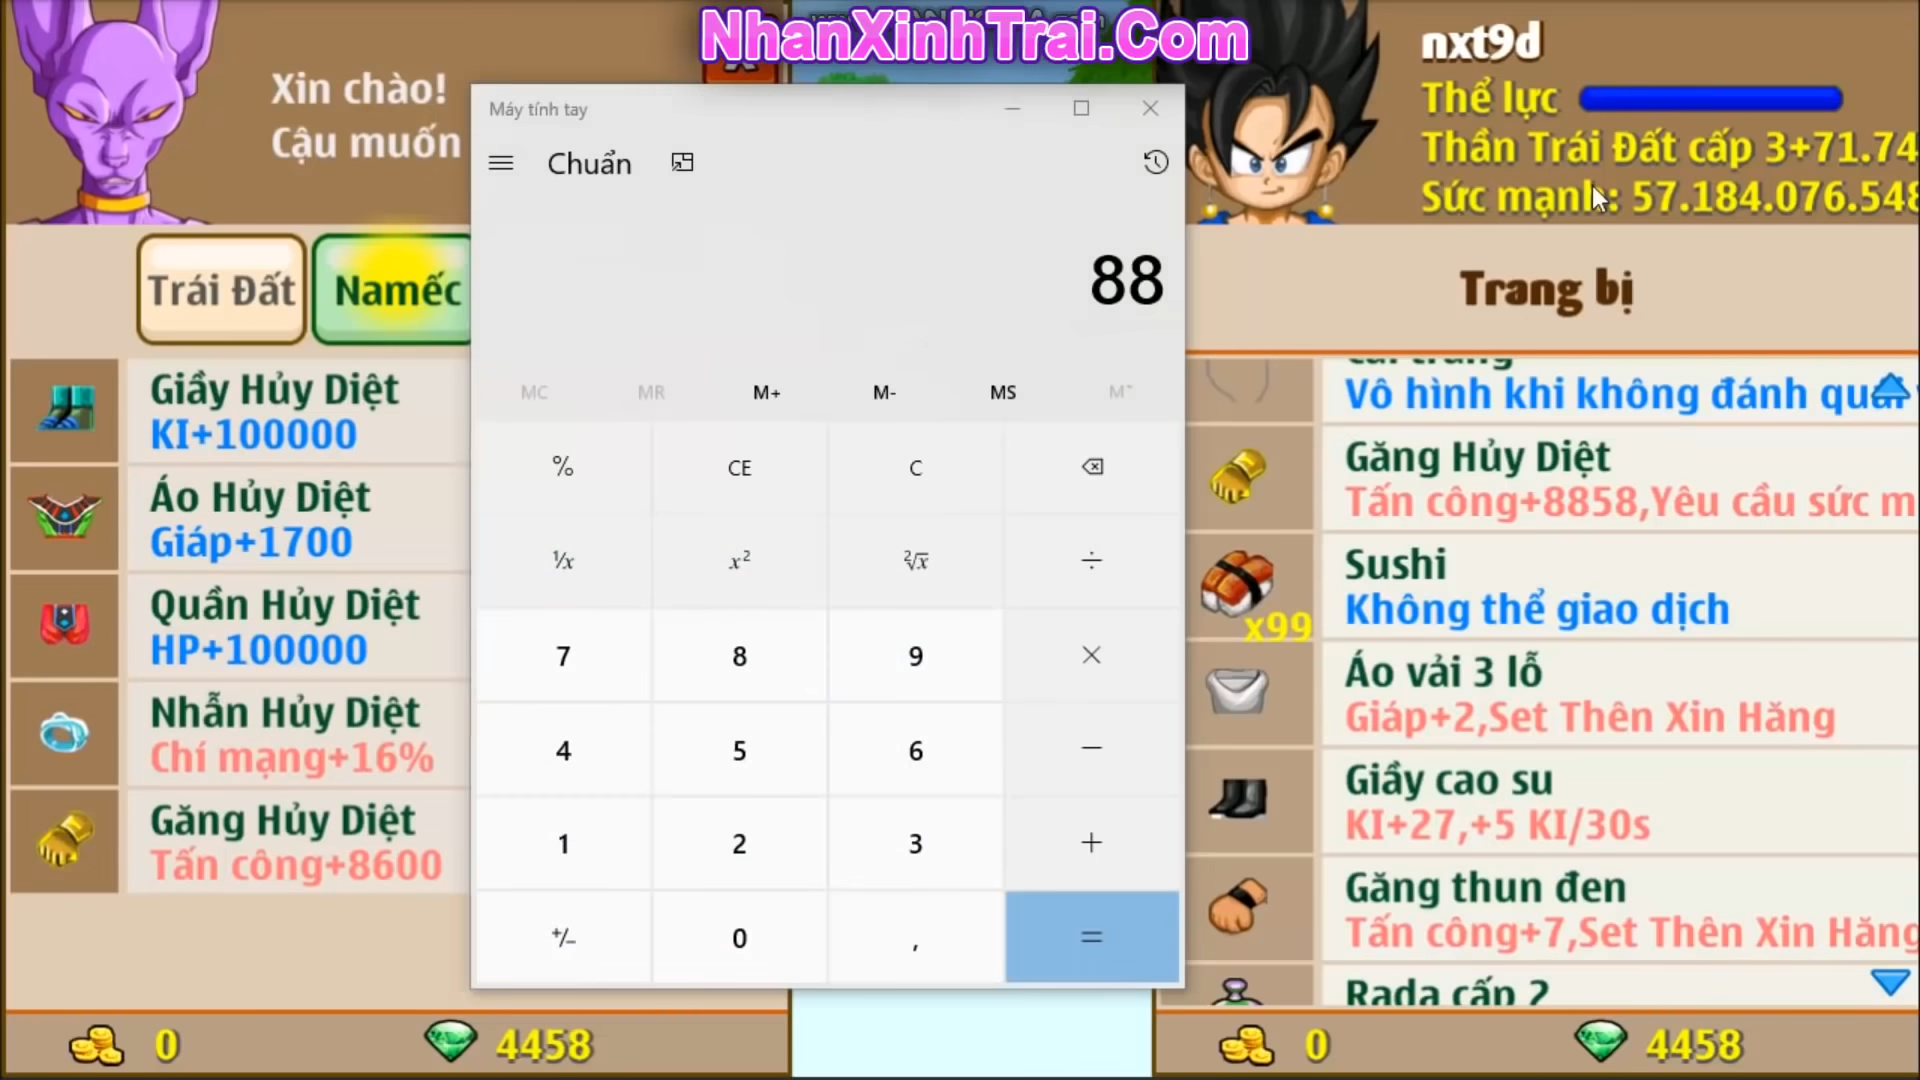 NhanXinhTrai.Com
Xin chào!
Cậu muốn
Trái Đất
Namếc
Giầy Hủy Diệt
KI+100000
Áo Hủy Diệt
Giáp+1700
Quần Hủy Diệt
HP+100000
Nhẫn Hủy Diệt
Chí mạng+16%
Găng Hủy Diệt
Tấn công+8600
0
4458
Máy tính tay
Chuẩn
88
MC MR M+ M- MS M˅
% CE C
⅟x x² ²√x ÷
7 8 9 ×
4 5 6 −
1 2 3 +
+/− 0 , =
nxt9d
Thể lực
Thần Trái Đất cấp 3+71.74
Sức mạnh: 57.184.076.548
Trang bị
Cải trang
Vô hình khi không đánh quái
Găng Hủy Diệt
Tấn công+8858,Yêu cầu sức m
Sushi
Không thể giao dịch
x99
Áo vải 3 lỗ
Giáp+2,Set Thên Xin Hăng
Giầy cao su
KI+27,+5 KI/30s
Găng thun đen
Tấn công+7,Set Thên Xin Hăng
Rada cấp 2
0
4458